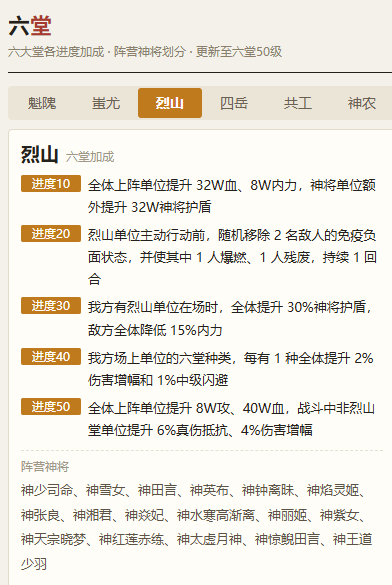 六堂
六大堂各进度加成 · 阵营神将划分 · 更新至六堂50级
魁隗 蚩尤 烈山 四岳 共工 神农
烈山 六堂加成
进度10 全体上阵单位提升 32W血、8W内力，神将单位额
外提升 32W神将护盾
进度20 烈山单位主动行动前，随机移除 2 名敌人的免疫负
面状态，并使其中 1 人爆燃、1 人残废，持续 1 回
合
进度30 我方有烈山单位在场时，全体提升 30%神将护盾，
敌方全体降低 15%内力
进度40 我方场上单位的六堂种类，每有 1 种全体提升 2%
伤害增幅和 1%中级闪避
进度50 全体上阵单位提升 8W攻、40W血，战斗中非烈山
堂单位提升 6%真伤抵抗、4%伤害增幅
阵营神将
神少司命、神雪女、神田言、神英布、神钟离昧、神焰灵姬、
神张良、神湘君、神焱妃、神水寒高渐离、神丽姬、神紫女、
神天宗晓梦、神红莲赤练、神太虚月神、神惊鲵田言、神王道
少羽